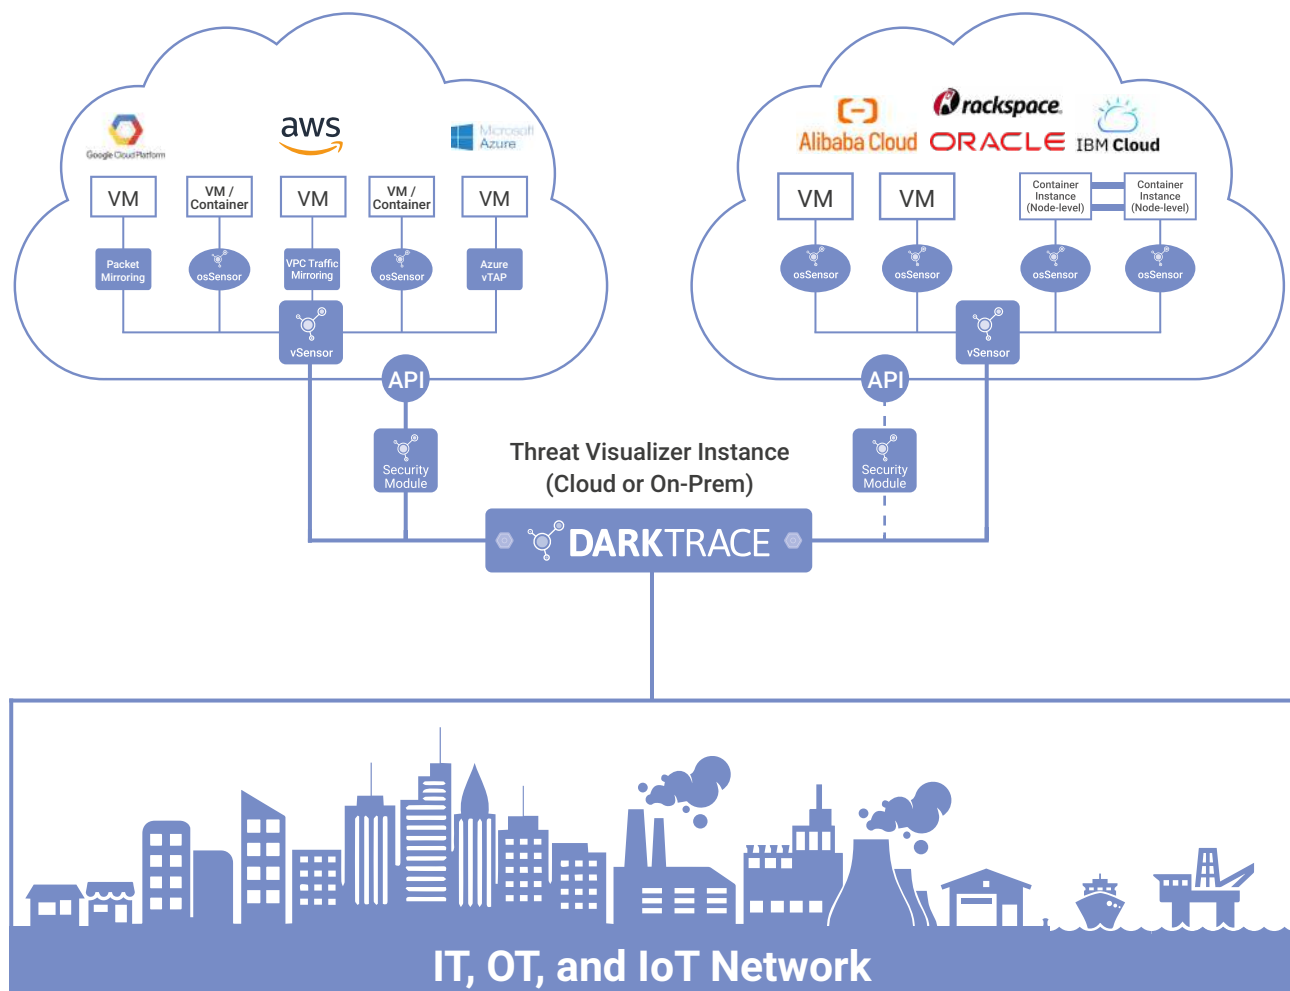 Google Cloud Platform
aws
Microsoft
Azure
VM
VM /
Container
VM
VM /
Container
VM
Packet
Mirroring
osSensor
VPC Traffic
Mirroring
osSensor
Azure
vTAP
vSensor
API
Security
Module
Alibaba Cloud
rackspace.
ORACLE
IBM Cloud
VM
VM
Container
Instance
(Node-level)
Container
Instance
(Node-level)
osSensor
osSensor
osSensor
osSensor
vSensor
API
Security
Module
Threat Visualizer Instance
(Cloud or On-Prem)
DARKTRACE
IT, OT, and IoT Network